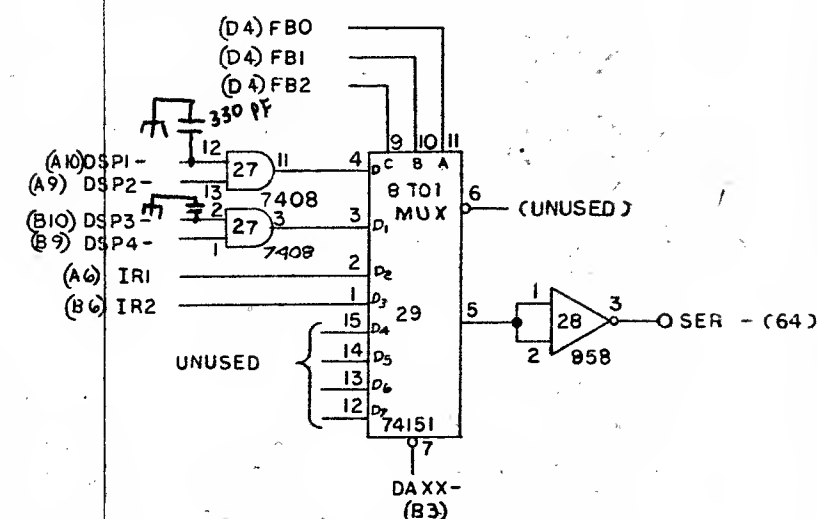 (D4) FB0
(D4) FB1
(D4) FB2
330 PF
9 10 11
C B A
12
(A10) DSP1-
27 11
4 D
8 TO 1
MUX
6 (UNUSED)
(A9) DSP2-
13
7408
2
(B10) DSP3-
27 3
3 D1
(B9) DSP4-
1
7408
(A6) IR1
2 D2
(B6) IR2
1 D3
29
5
1
28
3
SER - (64)
2
958
UNUSED
15 D4
14 D5
13 D6
12 D7
74151
7
DAXX-
(B3)